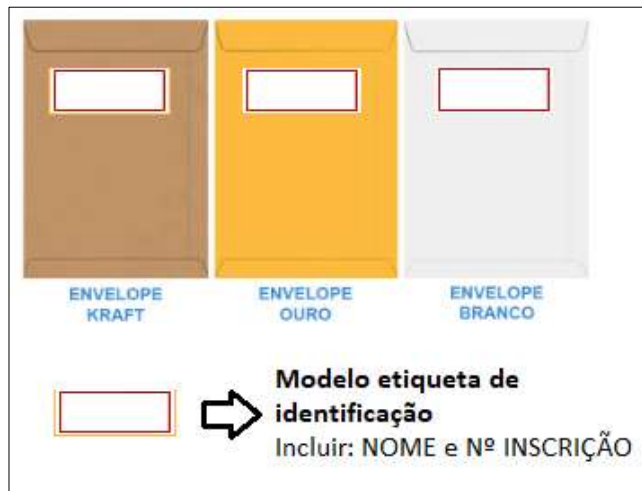 ENVELOPE
KRAFT
ENVELOPE
OURO
ENVELOPE
BRANCO
Modelo etiqueta de
identificação
Incluir: NOME e Nº INSCRIÇÃO